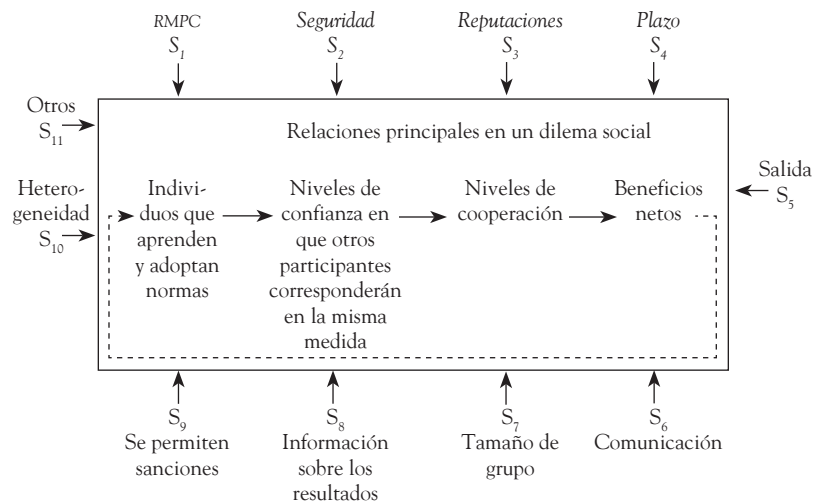 RMPC
S1
Seguridad
S2
Reputaciones
S3
Plazo
S4
Otros
S11
Relaciones principales en un dilema social
Salida
S5
Hetero-
geneidad
S10
Indivi-
duos que
aprenden
y adoptan
normas
Niveles de
confianza en
que otros
participantes
corresponderán
en la misma
medida
Niveles de
cooperación
Beneficios
netos
S9
Se permiten
sanciones
S8
Información
sobre los
resultados
S7
Tamaño de
grupo
S6
Comunicación